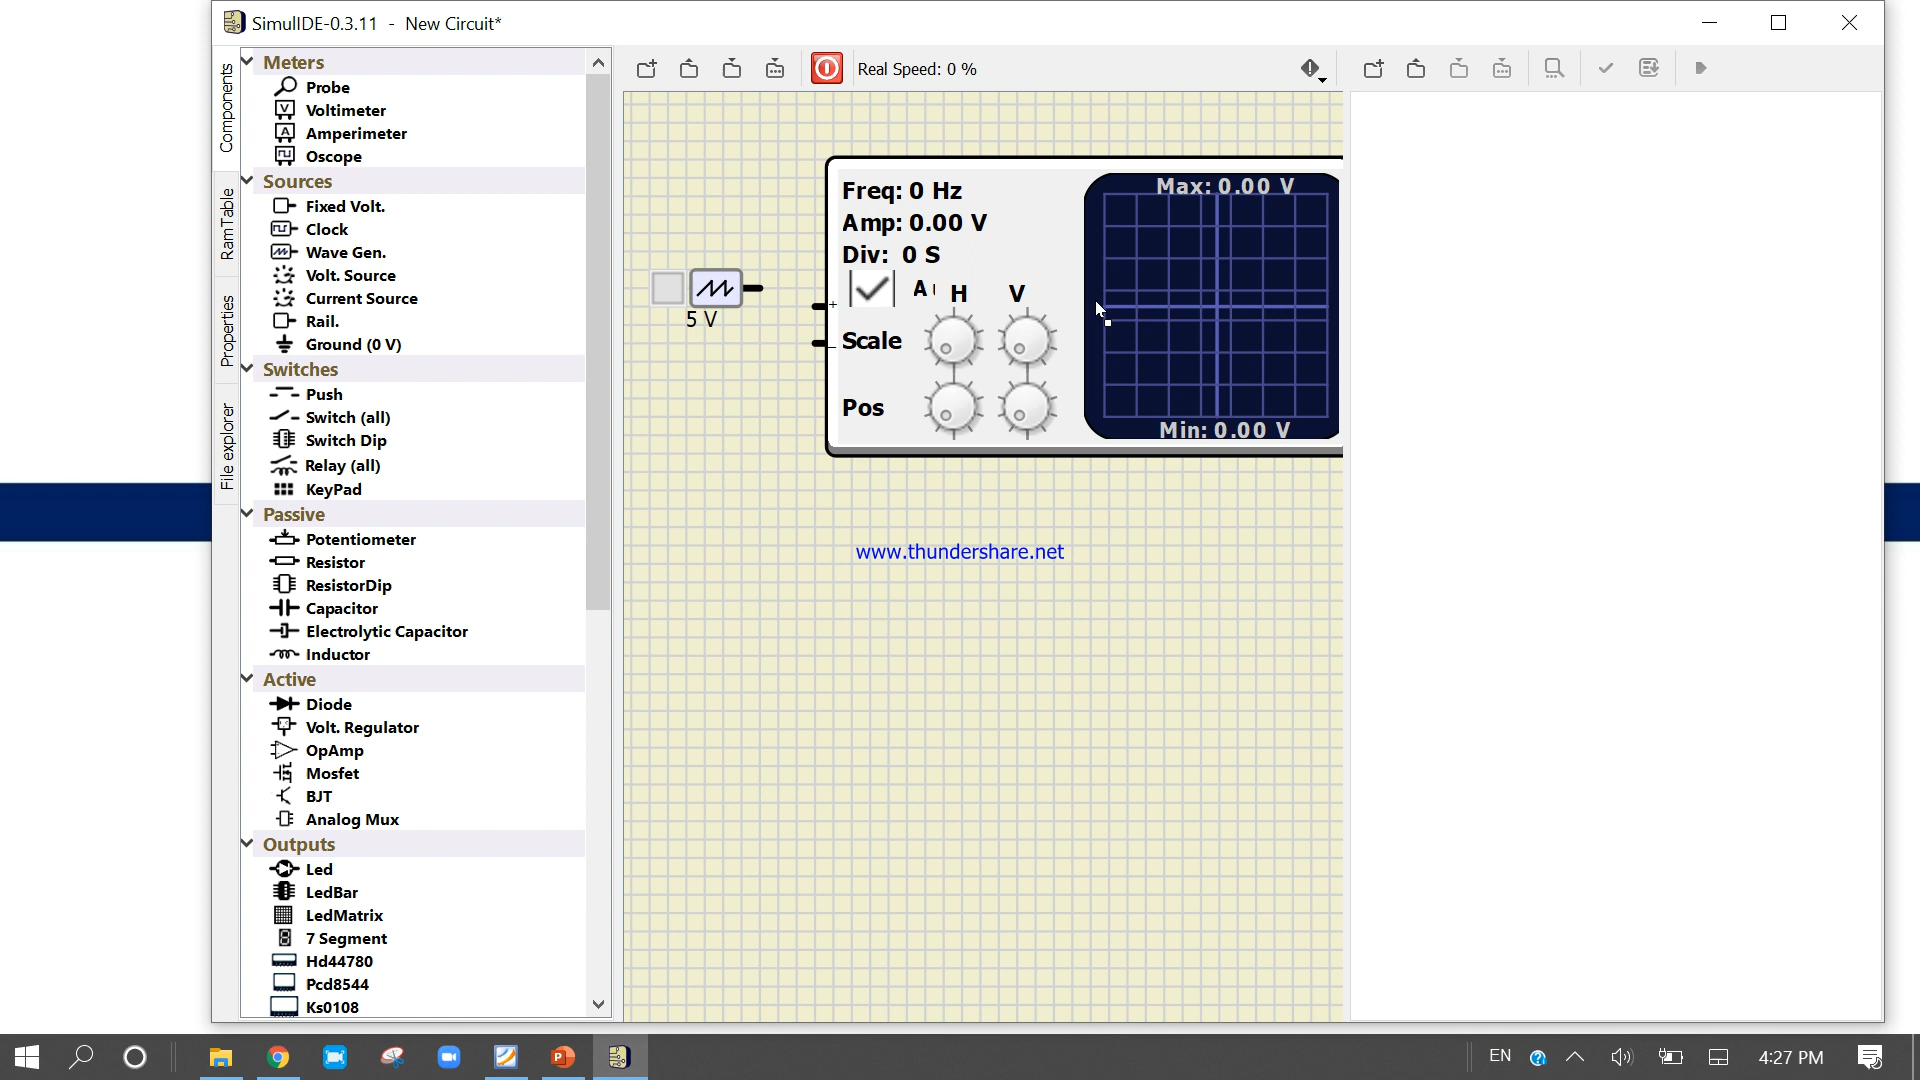 SimulIDE-0.3.11 - New Circuit*
Components
RamTable
Properties
File explorer
Meters
Probe
Voltimeter
Amperimeter
Oscope
Sources
Fixed Volt.
Clock
Wave Gen.
Volt. Source
Current Source
Rail.
Ground (0 V)
Switches
Push
Switch (all)
Switch Dip
Relay (all)
KeyPad
Passive
Potentiometer
Resistor
ResistorDip
Capacitor
Electrolytic Capacitor
Inductor
Active
Diode
Volt. Regulator
OpAmp
Mosfet
BJT
Analog Mux
Outputs
Led
LedBar
LedMatrix
7 Segment
Hd44780
Pcd8544
Ks0108
Real Speed: 0 %
5 V
Freq: 0 Hz
Amp: 0.00 V
Div: 0 S
H V
Scale
Pos
Max: 0.00 V
Min: 0.00 V
www.thundershare.net
EN
4:27 PM